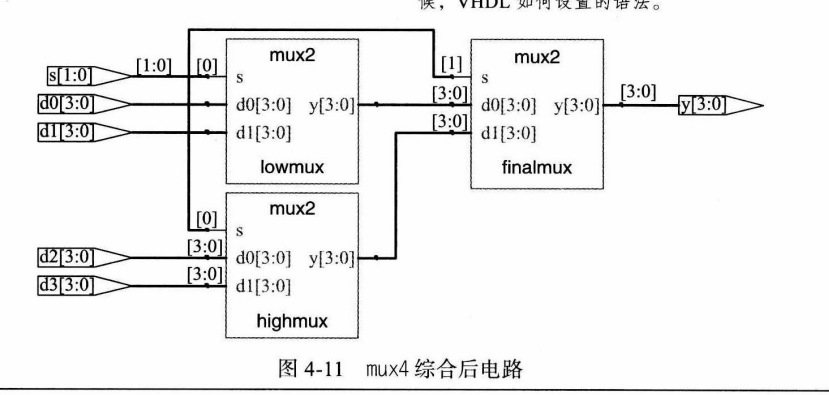 候，VHDL 如何设置的语法。
s[1:0] [1:0] [0] mux2 [1] mux2
s s
d0[3:0] d0[3:0] y[3:0] [3:0] d0[3:0] y[3:0] [3:0] y[3:0]
d1[3:0] d1[3:0] [3:0] d1[3:0]
lowmux finalmux
mux2
[0] s
d2[3:0] [3:0] d0[3:0] y[3:0]
d3[3:0] [3:0] d1[3:0]
highmux
图 4-11 mux4 综合后电路